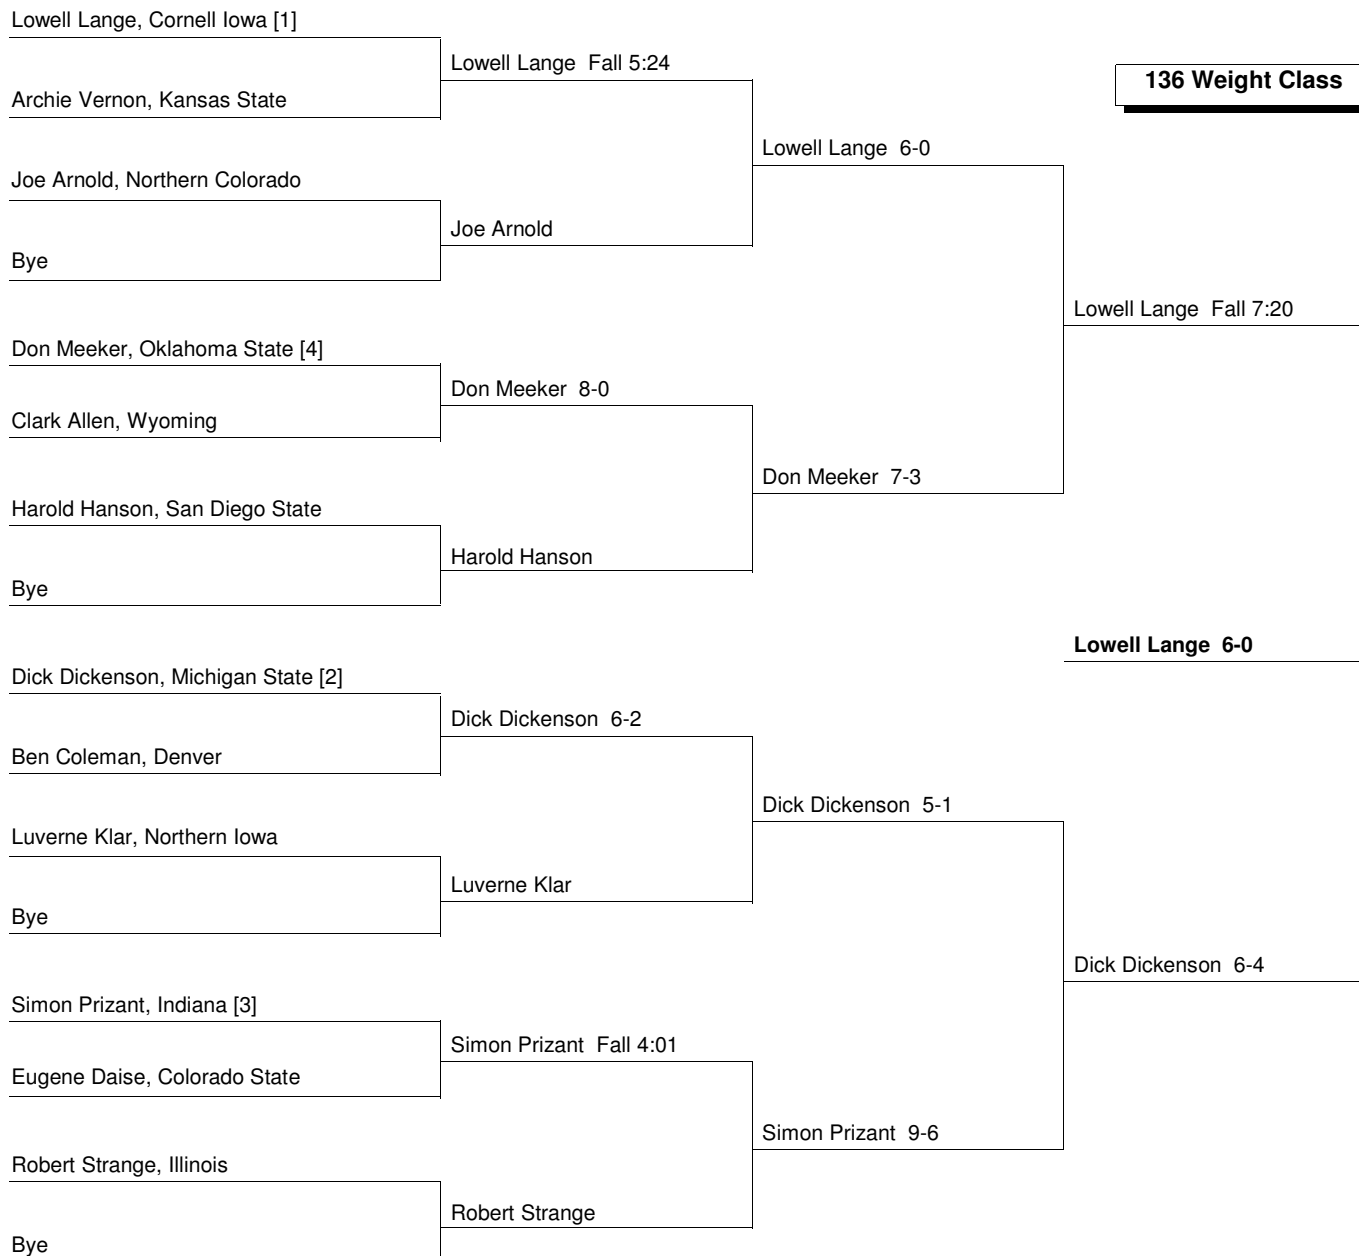 Lowell Lange, Cornell Iowa [1]
Lowell Lange  Fall 5:24
136 Weight Class
Archie Vernon, Kansas State
Lowell Lange  6-0
Joe Arnold, Northern Colorado
Joe Arnold
Bye
Lowell Lange  Fall 7:20
Don Meeker, Oklahoma State [4]
Don Meeker  8-0
Clark Allen, Wyoming
Don Meeker  7-3
Harold Hanson, San Diego State
Harold Hanson
Bye
Lowell Lange  6-0
Dick Dickenson, Michigan State [2]
Dick Dickenson  6-2
Ben Coleman, Denver
Dick Dickenson  5-1
Luverne Klar, Northern Iowa
Luverne Klar
Bye
Dick Dickenson  6-4
Simon Prizant, Indiana [3]
Simon Prizant  Fall 4:01
Eugene Daise, Colorado State
Simon Prizant  9-6
Robert Strange, Illinois
Robert Strange
Bye